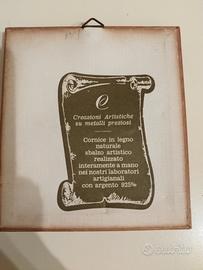 e
Creazioni Artistiche
su metalli preziosi
Cornice in legno
naturale
sbalzo artistico
realizzato
interamente a mano
nei nostri laboratori
artigianali
con argento 925‰
subito